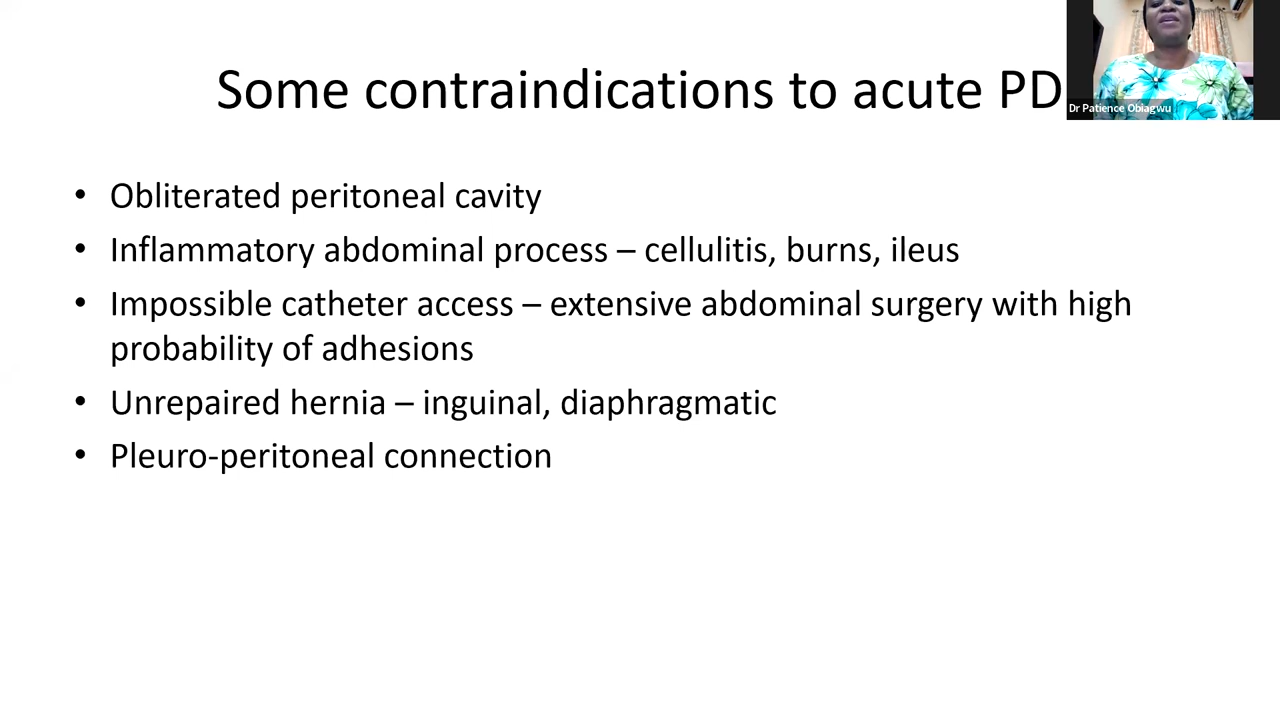 Some contraindications to acute PD
Dr Patience Obiagwu
• Obliterated peritoneal cavity
• Inflammatory abdominal process – cellulitis, burns, ileus
• Impossible catheter access – extensive abdominal surgery with high
probability of adhesions
• Unrepaired hernia – inguinal, diaphragmatic
• Pleuro-peritoneal connection